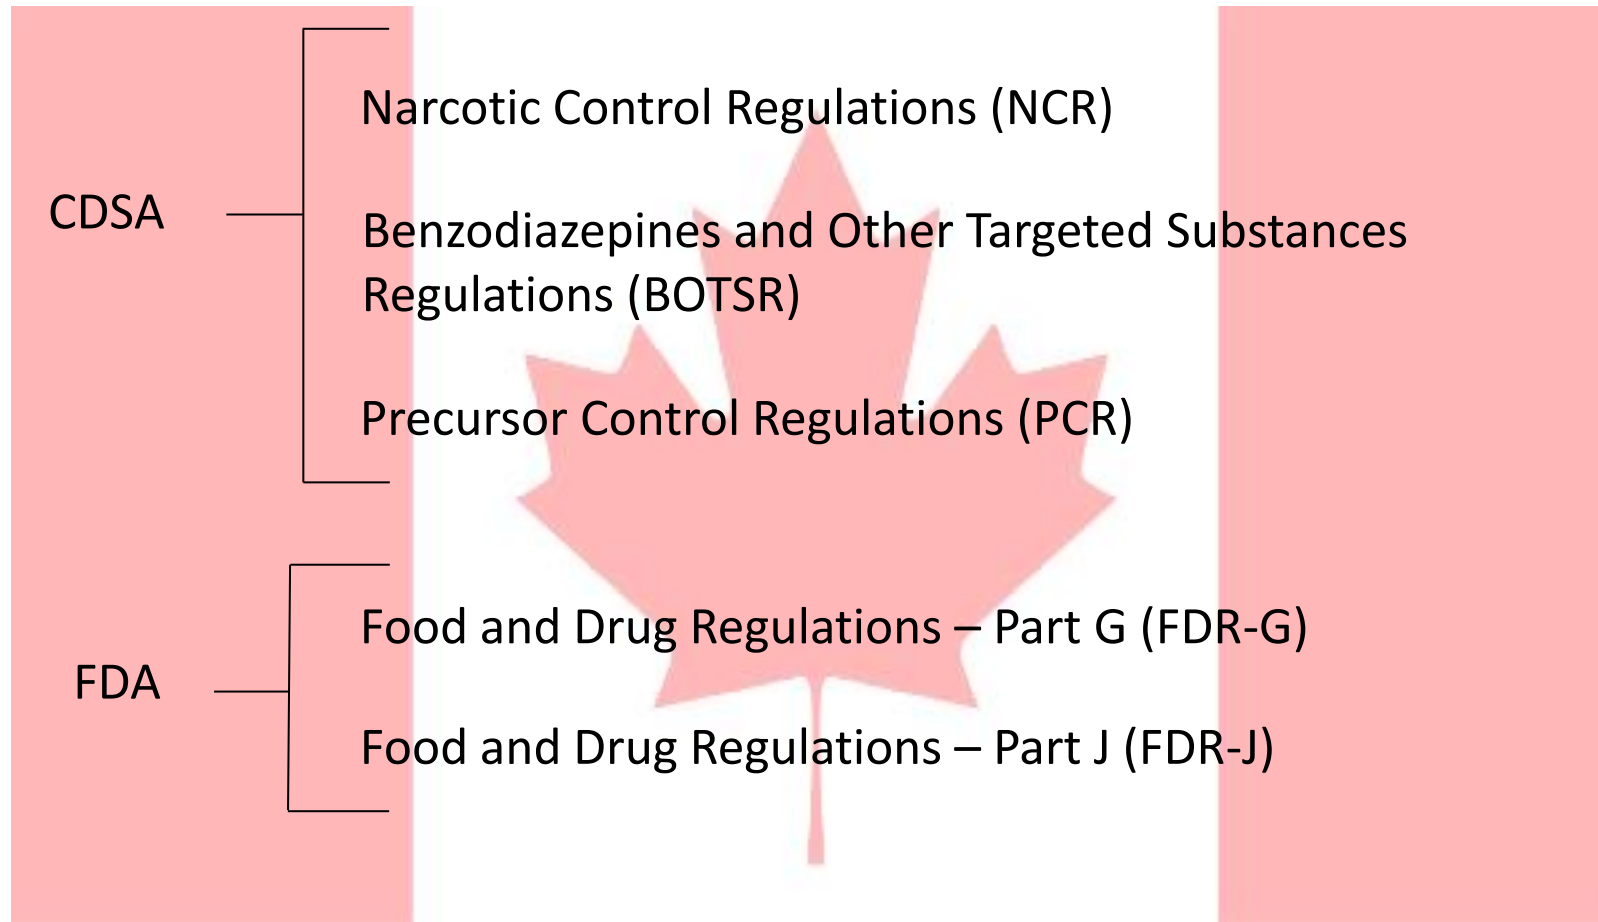 CDSA
Narcotic Control Regulations (NCR)
Benzodiazepines and Other Targeted Substances
Regulations (BOTSR)
Precursor Control Regulations (PCR)
FDA
Food and Drug Regulations – Part G (FDR-G)
Food and Drug Regulations – Part J (FDR-J)